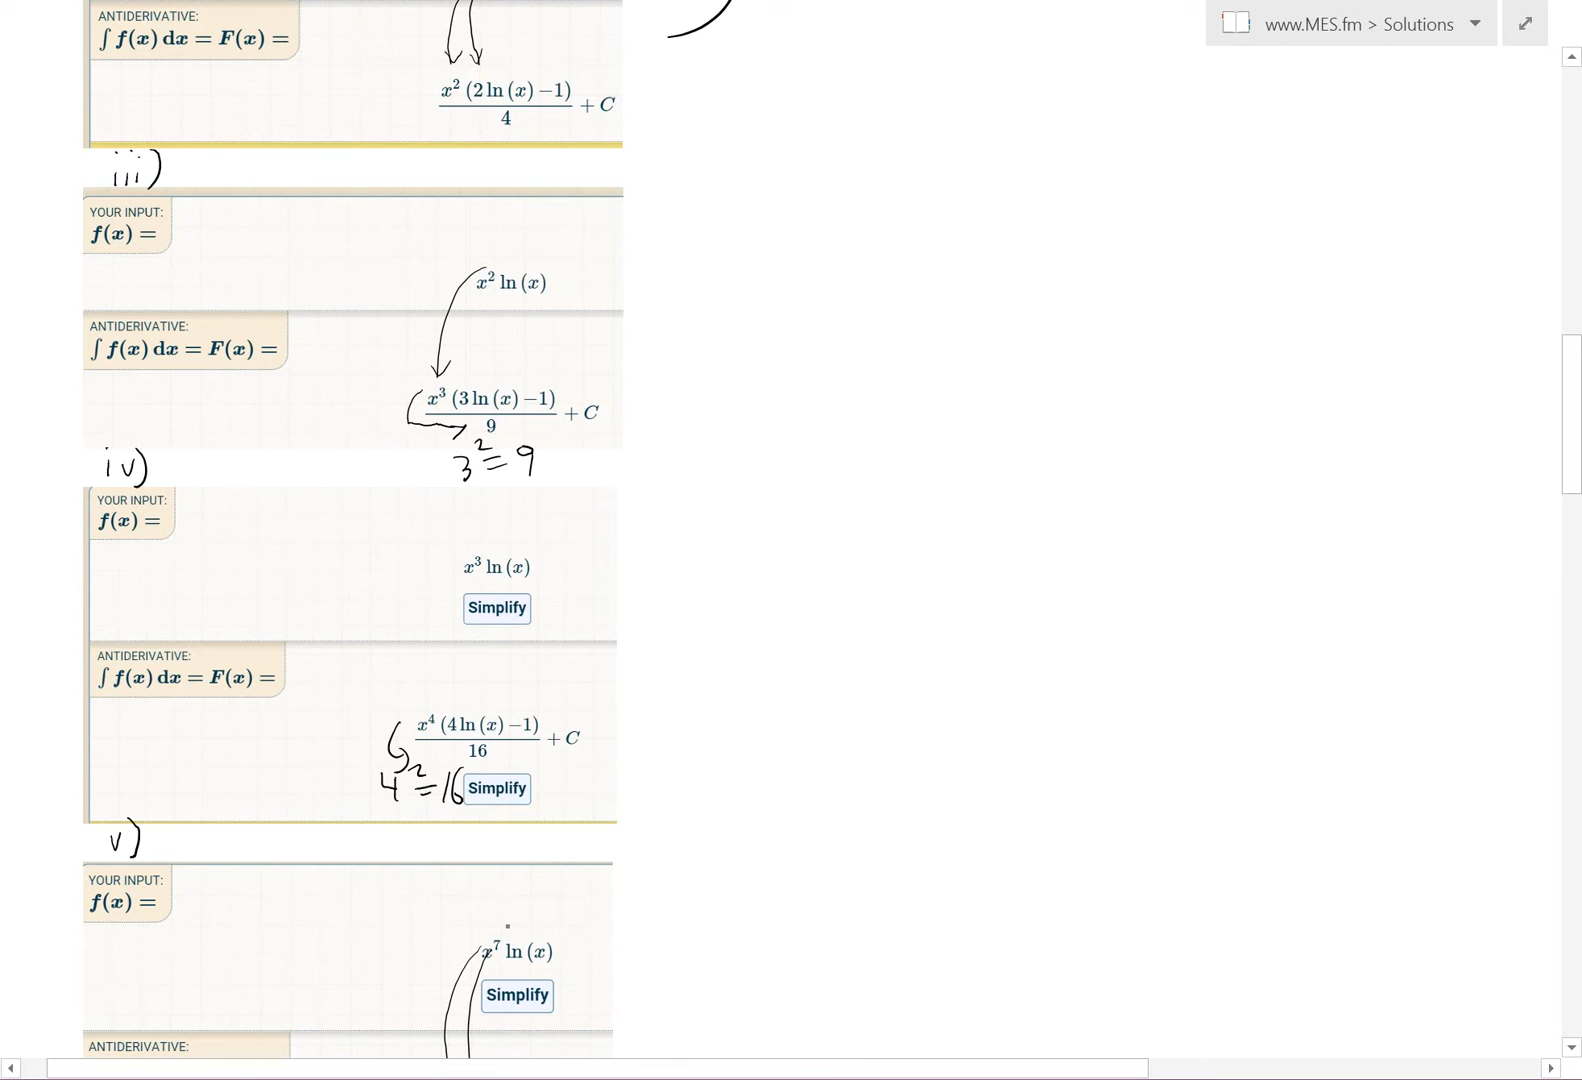 www.MES.fm > Solutions
ANTIDERIVATIVE:
∫ f(x) dx = F(x) =
x² (2 ln (x) −1)
4
+ C
iii)
YOUR INPUT:
f(x) =
x² ln (x)
ANTIDERIVATIVE:
∫ f(x) dx = F(x) =
x³ (3 ln (x) −1)
9
+ C
3² = 9
iv)
YOUR INPUT:
f(x) =
x³ ln (x)
Simplify
ANTIDERIVATIVE:
∫ f(x) dx = F(x) =
x⁴ (4 ln (x) −1)
16
+ C
4² = 16
Simplify
v)
YOUR INPUT:
f(x) =
x⁷ ln (x)
Simplify
ANTIDERIVATIVE: